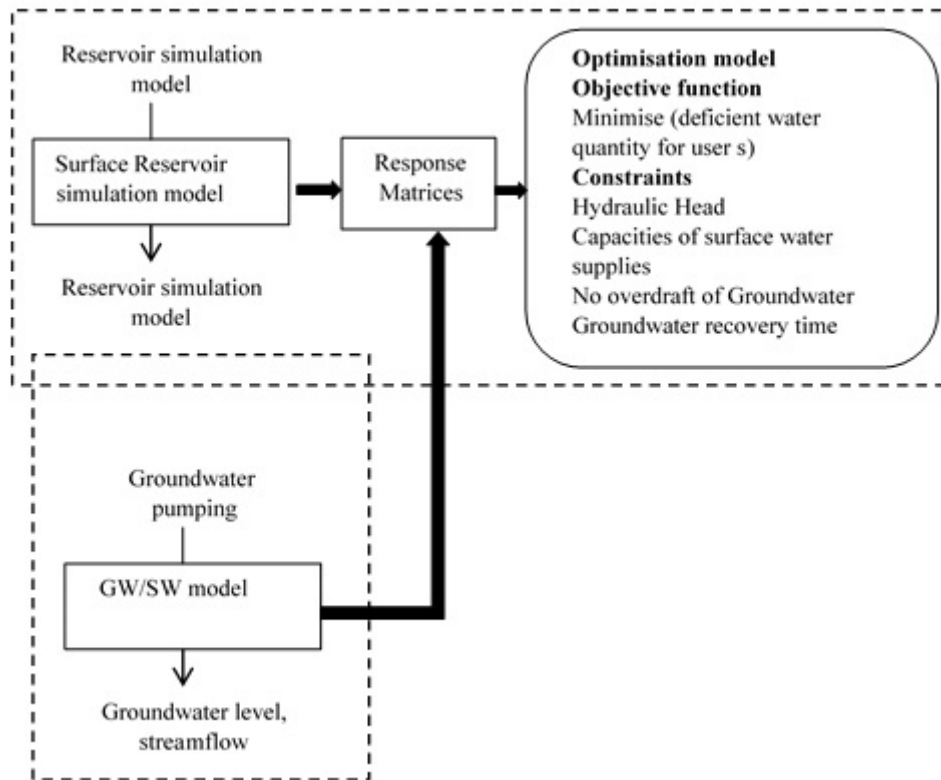 Reservoir simulation
model
Surface Reservoir
simulation model
Reservoir simulation
model
Response
Matrices
Optimisation model
Objective function
Minimise (deficient water
quantity for user s)
Constraints
Hydraulic Head
Capacities of surface water
supplies
No overdraft of Groundwater
Groundwater recovery time
Groundwater
pumping
GW/SW model
Groundwater level,
streamflow